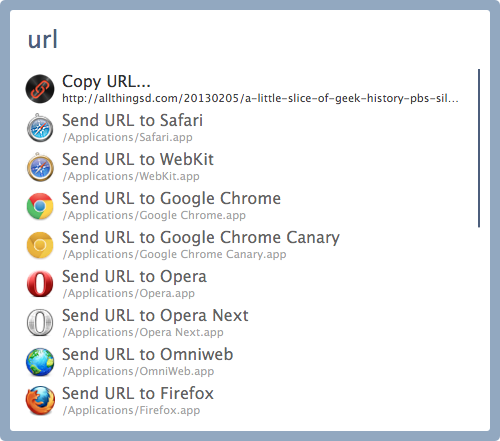 url
Copy URL...
http://allthingsd.com/20130205/a-little-slice-of-geek-history-pbs-sil...
Send URL to Safari
/Applications/Safari.app
Send URL to WebKit
/Applications/WebKit.app
Send URL to Google Chrome
/Applications/Google Chrome.app
Send URL to Google Chrome Canary
/Applications/Google Chrome Canary.app
Send URL to Opera
/Applications/Opera.app
Send URL to Opera Next
/Applications/Opera Next.app
Send URL to Omniweb
/Applications/OmniWeb.app
Send URL to Firefox
/Applications/Firefox.app